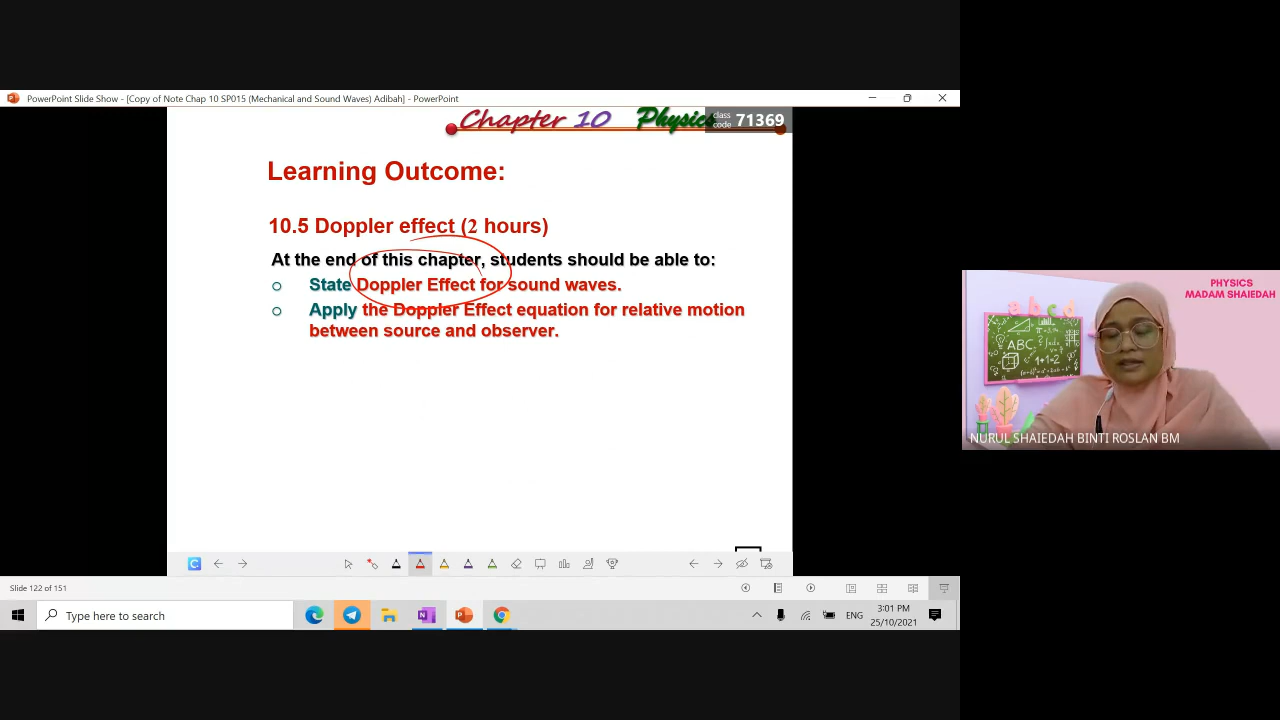 PowerPoint Slide Show - [Copy of Note Chap 10 SP015 (Mechanical and Sound Waves) Adibah] - PowerPoint
Chapter 10 Physics
class code 71369
Learning Outcome:
10.5 Doppler effect (2 hours)
At the end of this chapter, students should be able to:
State Doppler Effect for sound waves.
Apply the Doppler Effect equation for relative motion
between source and observer.
PHYSICS
MADAM SHAIEDAH
a b c d
ABC
1+1=2
NURUL SHAIEDAH BINTI ROSLAN BM
Slide 122 of 151
Type here to search
ENG
3:01 PM
25/10/2021